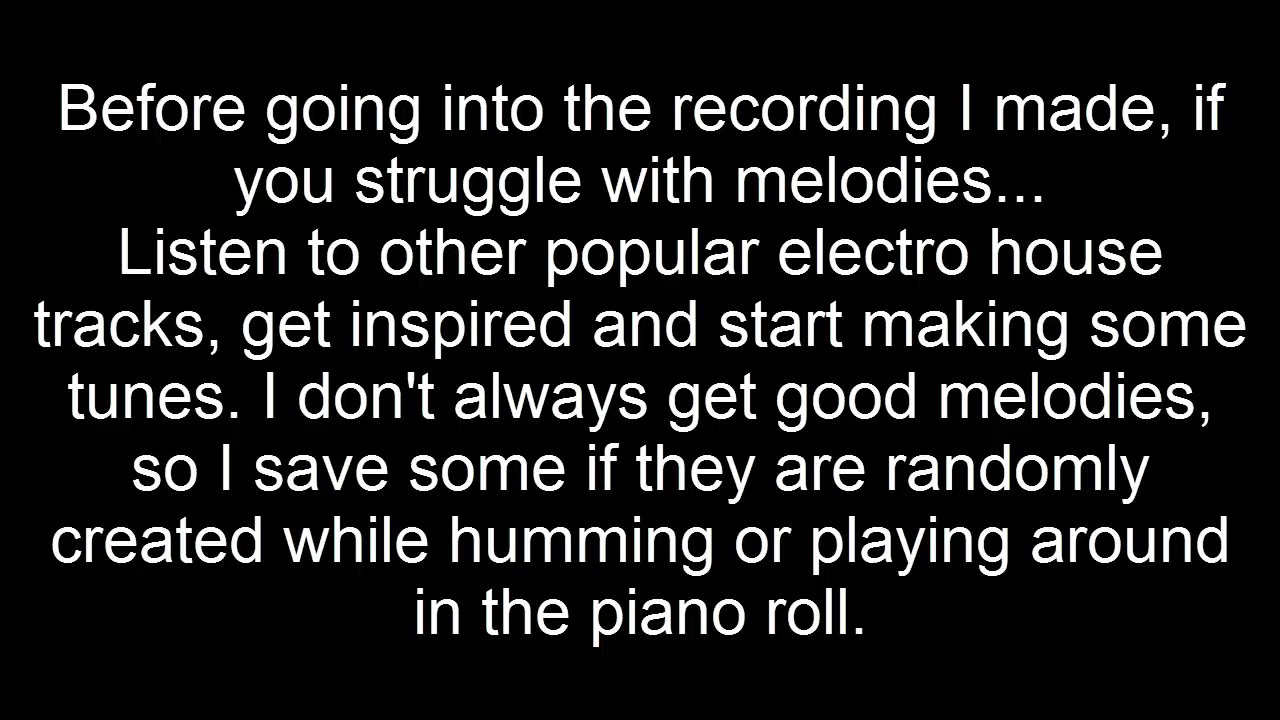 Before going into the recording I made, if
you struggle with melodies...
Listen to other popular electro house
tracks, get inspired and start making some
tunes. I don't always get good melodies,
so I save some if they are randomly
created while humming or playing around
in the piano roll.